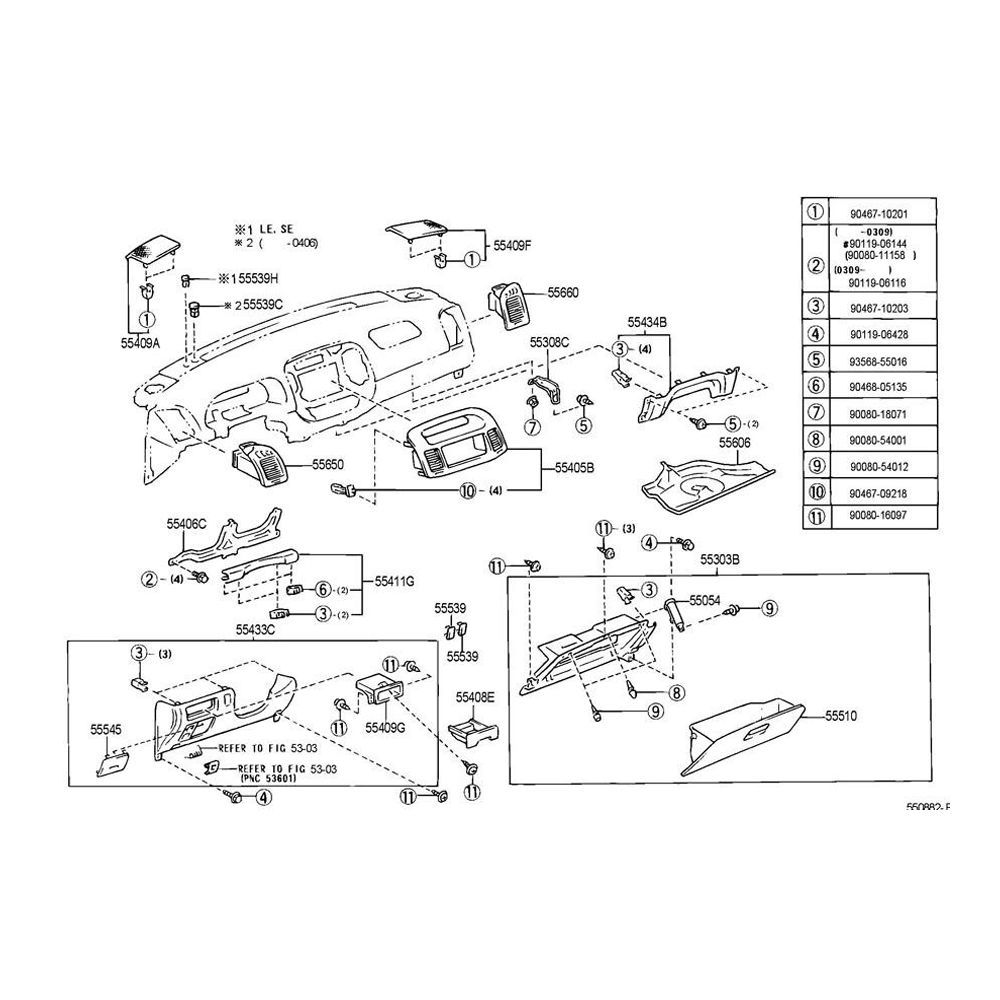 ※1 LE. SE
※2 ( -0406)
55409F
①
※1 55539H
※2 55539C
①
55409A
55660
55308C
55434B
③-(4)
⑦
⑤
⑤-(2)
55606
55650
55405B
⑩-(4)
55406C
②-(4)
55411G
⑥-(2)
③-(2)
55433C
55539
55539
⑪-(3)
④
⑪
55303B
③
55054
⑨
③-(3)
⑪
⑪
55409G
55408E
⑧
⑨
55510
55545
REFER TO FIG 53-03
REFER TO FIG 53-03
(PNC 53601)
④
⑪
⑪
① 90467-10201
② ( -0309)
#90119-06144
(90080-11158 )
(0309- )
90119-06116
③ 90467-10203
④ 90119-06428
⑤ 93568-55016
⑥ 90468-05135
⑦ 90080-18071
⑧ 90080-54001
⑨ 90080-54012
⑩ 90467-09218
⑪ 90080-16097